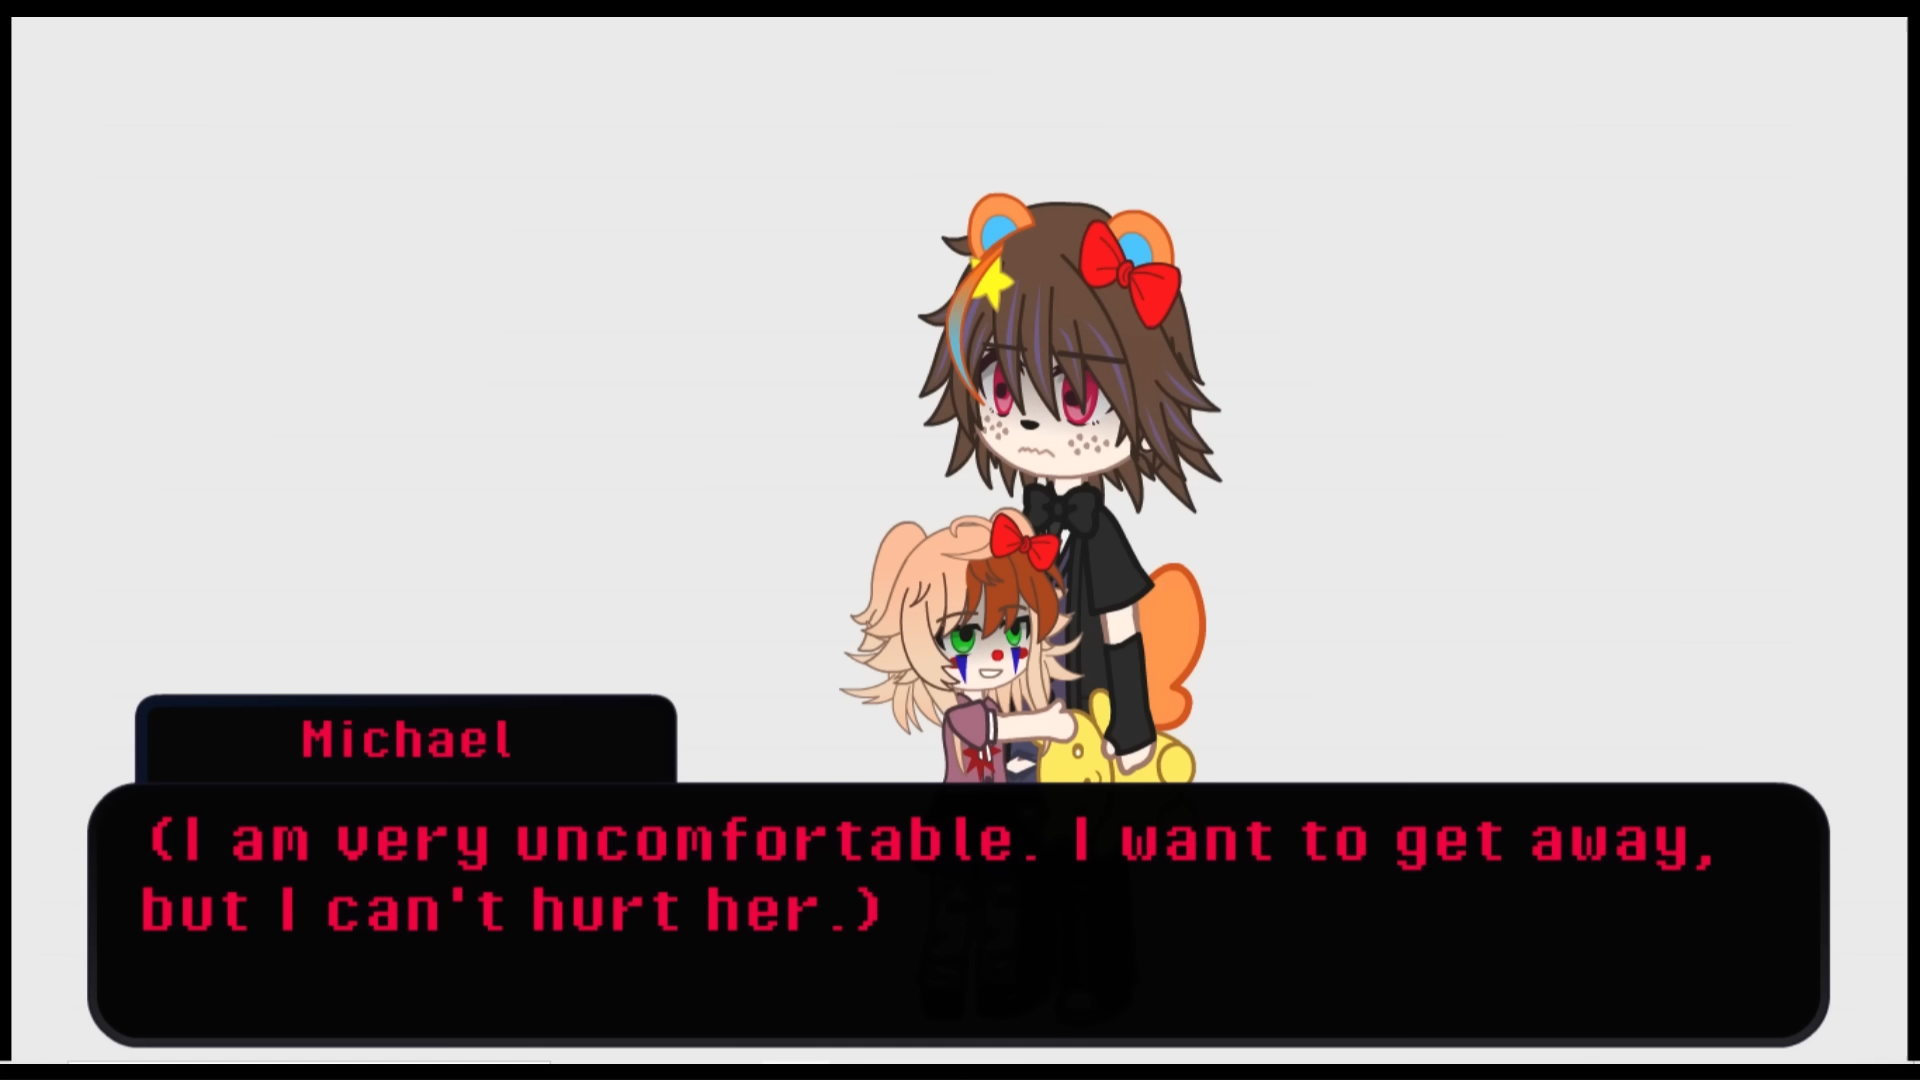 Michael
(I am very uncomfortable. I want to get away,
but I can't hurt her.)